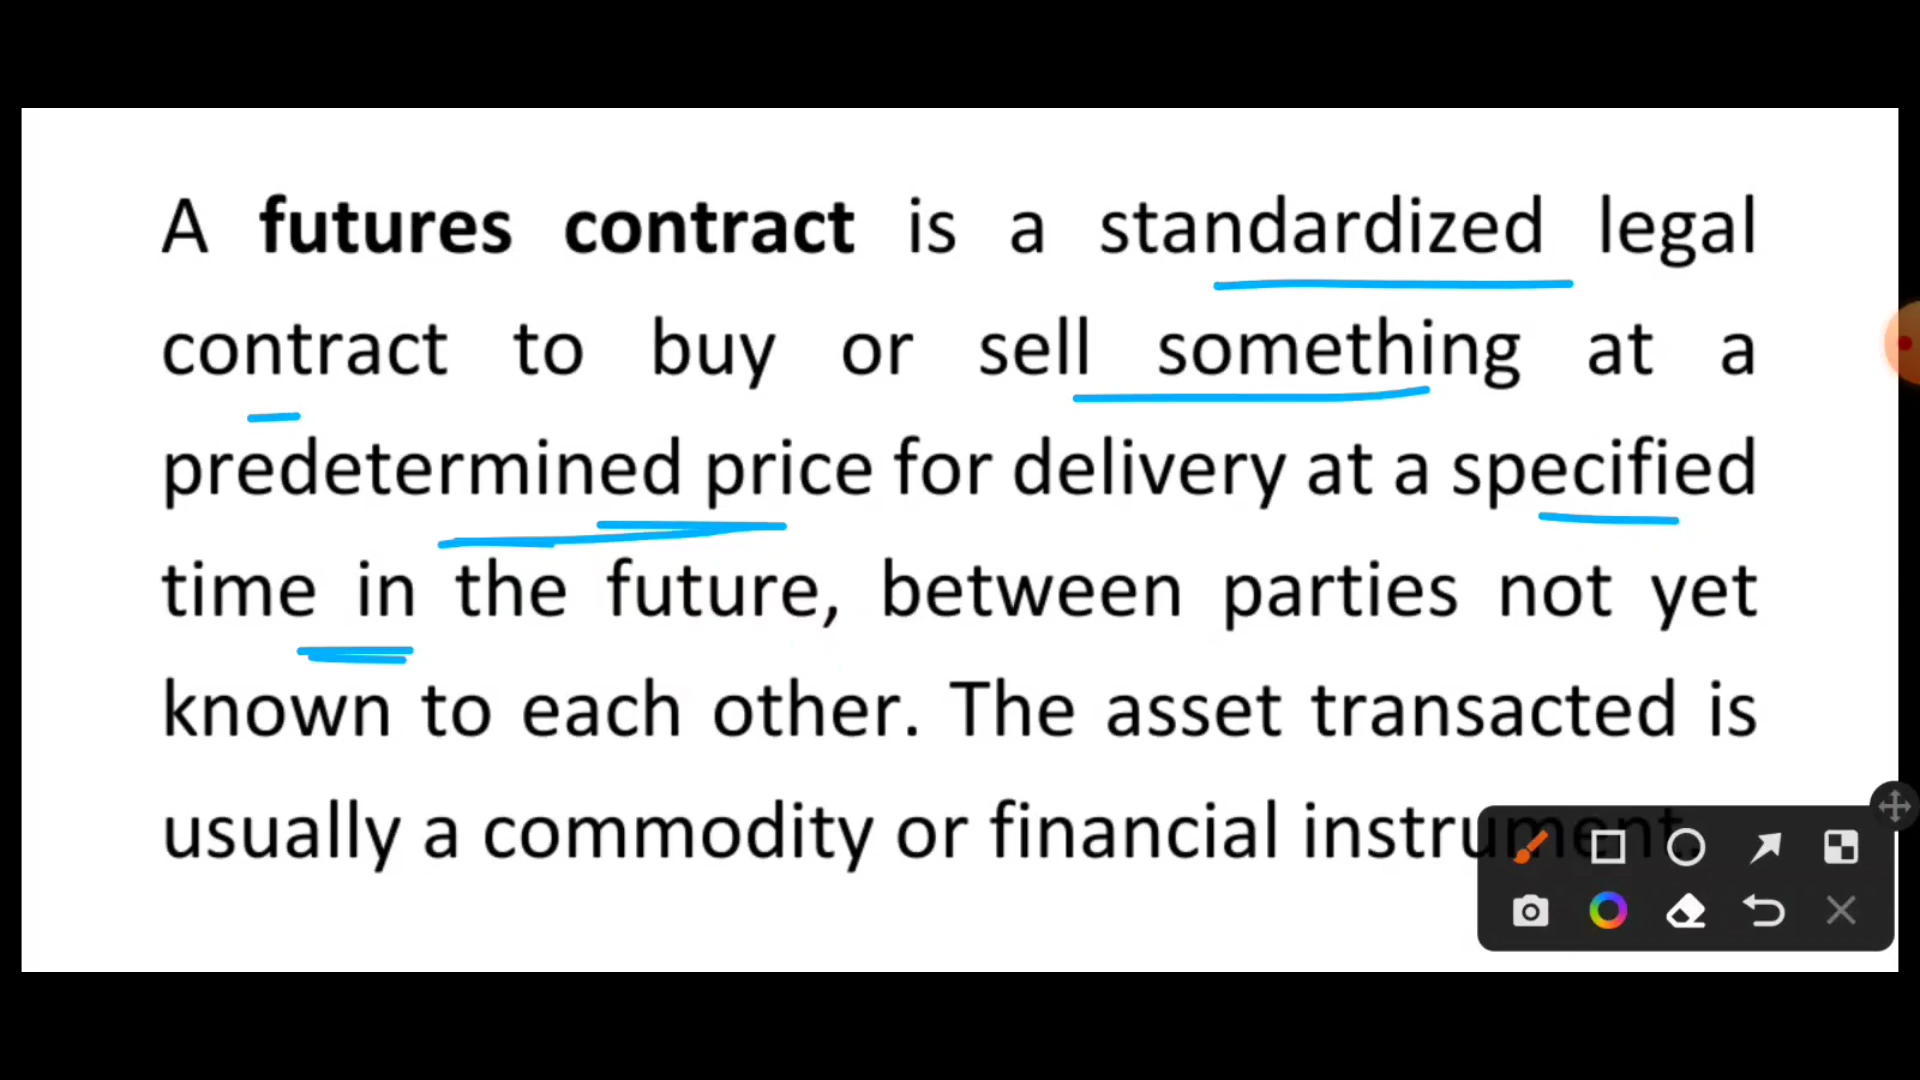 A futures contract is a standardized legal
contract to buy or sell something at a
predetermined price for delivery at a specified
time in the future, between parties not yet
known to each other. The asset transacted is
usually a commodity or financial instrument.